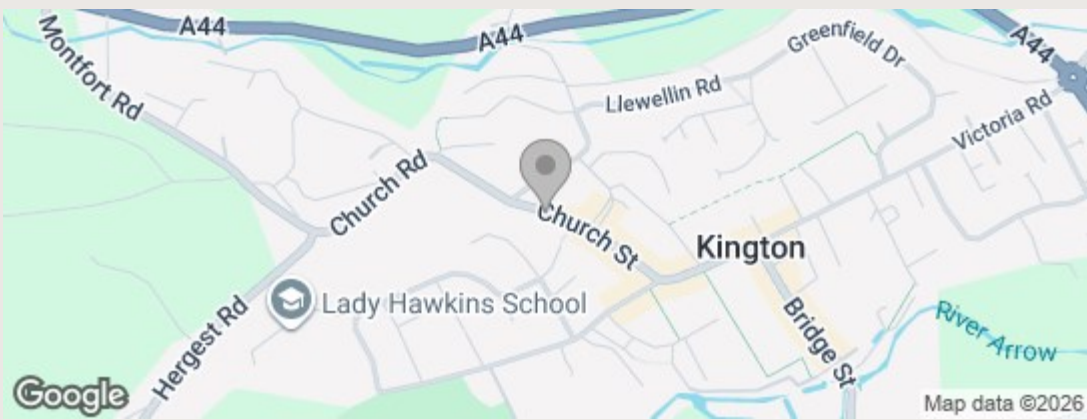 A44
A44
A44
Montfort Rd
Greenfield Dr
Llewellin Rd
Victoria Rd
Church Rd
Church St
Kington
Lady Hawkins School
Hergest Rd
Bridge St
River Arrow
Google
Map data ©2026